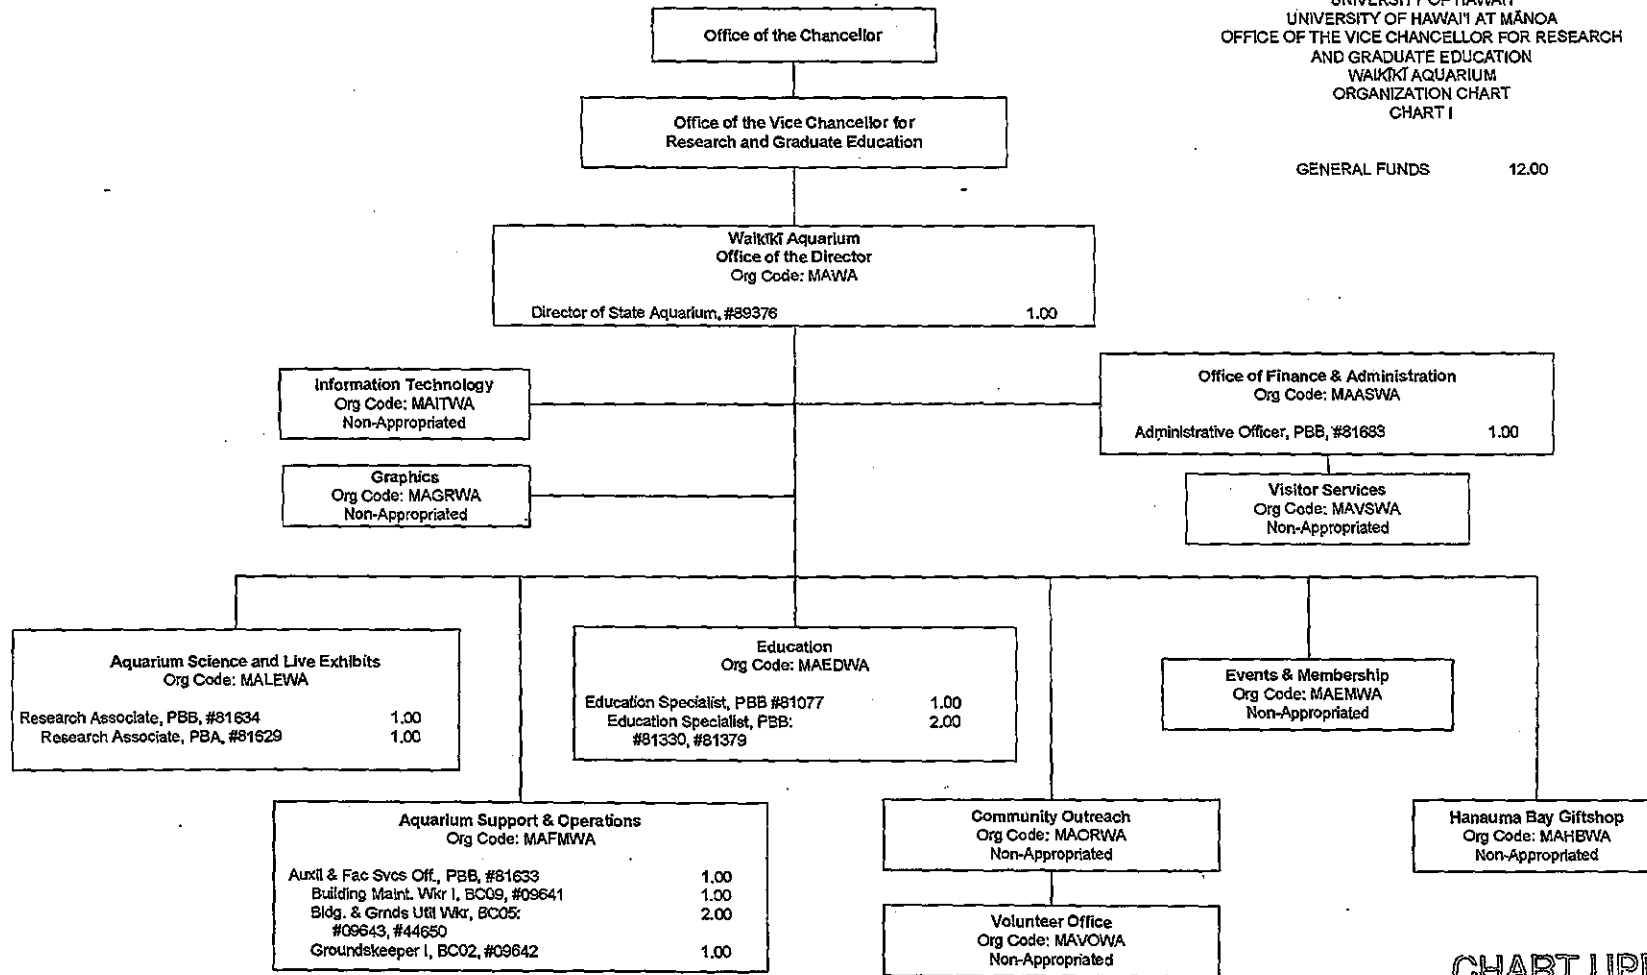 UNIVERSITY OF HAWAI'I
UNIVERSITY OF HAWAI'I AT MĀNOA
OFFICE OF THE VICE CHANCELLOR FOR RESEARCH
AND GRADUATE EDUCATION
WAIKĪKĪ AQUARIUM
ORGANIZATION CHART
CHART I
GENERAL FUNDS 12.00
Office of the Chancellor
Office of the Vice Chancellor for
Research and Graduate Education
Waikīkī Aquarium
Office of the Director
Org Code: MAWA
Director of State Aquarium, #89376 1.00
Information Technology
Org Code: MAITWA
Non-Appropriated
Office of Finance & Administration
Org Code: MAASWA
Administrative Officer, PBB, #81683 1.00
Graphics
Org Code: MAGRWA
Non-Appropriated
Visitor Services
Org Code: MAVSWA
Non-Appropriated
Aquarium Science and Live Exhibits
Org Code: MALEWA
Research Associate, PBB, #81634 1.00
Research Associate, PBA, #81629 1.00
Education
Org Code: MAEDWA
Education Specialist, PBB #81077 1.00
Education Specialist, PBB: 2.00
#81330, #81379
Events & Membership
Org Code: MAEMWA
Non-Appropriated
Aquarium Support & Operations
Org Code: MAFMWA
Auxil & Fac Svcs Off., PBB, #81633 1.00
Building Maint. Wkr I, BC09, #09641 1.00
Bldg. & Grnds Util Wkr, BC05: 2.00
#09643, #44650
Groundskeeper I, BC02, #09642 1.00
Community Outreach
Org Code: MAORWA
Non-Appropriated
Volunteer Office
Org Code: MAVOWA
Non-Appropriated
Hanauma Bay Giftshop
Org Code: MAHBWA
Non-Appropriated
CHART